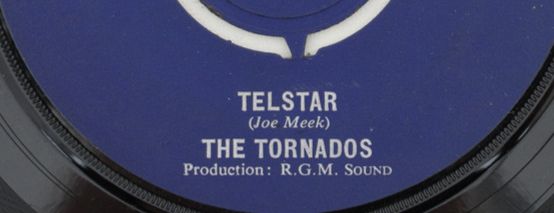 TELSTAR
(Joe Meek)
THE TORNADOS
Production: R.G.M. SOUND